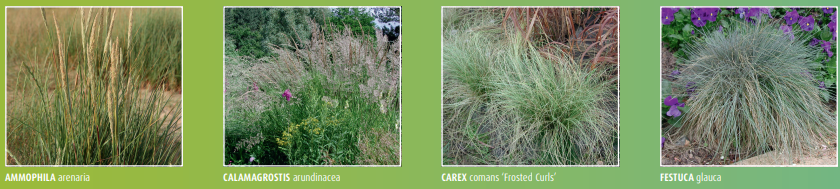 AMMOPHILA arenaria
CALAMAGROSTIS arundinacea
CAREX comans 'Frosted Curls'
FESTUCA glauca